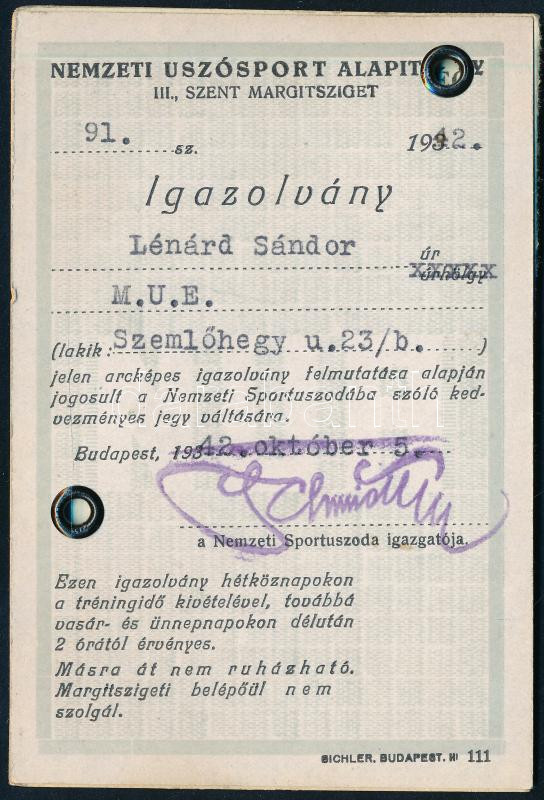 NEMZETI USZÓSPORT ALAPIT
III., SZENT MARGITSZIGET
91. sz. 1942.
Igazolvány
Lénárd Sándor úr
úrhölgy
M.U.E.
(lakik: Szemlőhegy u.23/b. )
jelen arcképes igazolvány felmutatása alapján
jogosult a Nemzeti Sportuszodába szóló ked-
vezményes jegy váltására.
Budapest, 1942.október 5.
a Nemzeti Sportuszoda igazgatója.
Ezen igazolvány hétköznapokon
a tréningidő kivételével, továbbá
vasár- és ünnepnapokon délután
2 órától érvényes.
Másra át nem ruházható.
Margitszigeti belépőül nem
szolgál.
BICHLER, BUDAPEST. 111